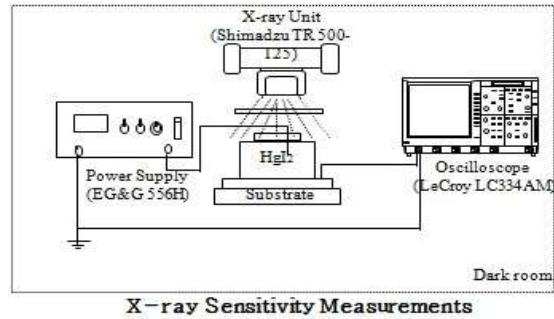 X-ray Unit
(Shimadzu TR 500-
125)
HgI₂
Substrate
Power Supply
(EG&G 556H)
Oscilloscope
(LeCroy LC334AM)
Dark room
X-ray Sensitivity Measurements